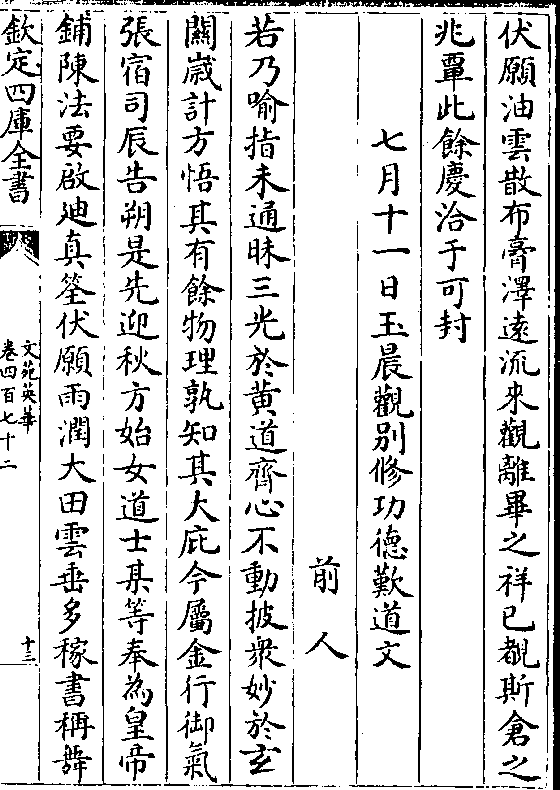 伏願油雲散布膏澤遠流来觀離畢之祥已覩斯倉之
兆覃此餘慶洽于可封
七月十一日玉晨觀别修功德歎道文
前人
若乃喻指未通昧三光於黄道齊心不動披衆妙於玄
關嵗計方悟其有餘物理孰知其大庇今屬金行御氣
張宿司辰告朔是先迎秋方始女道士某等奉為皇帝
鋪陳法要啟廸真筌伏願雨潤大田雲垂多稼書稱舞
欽定四庫全書
文苑英華
卷四百七十二
十三